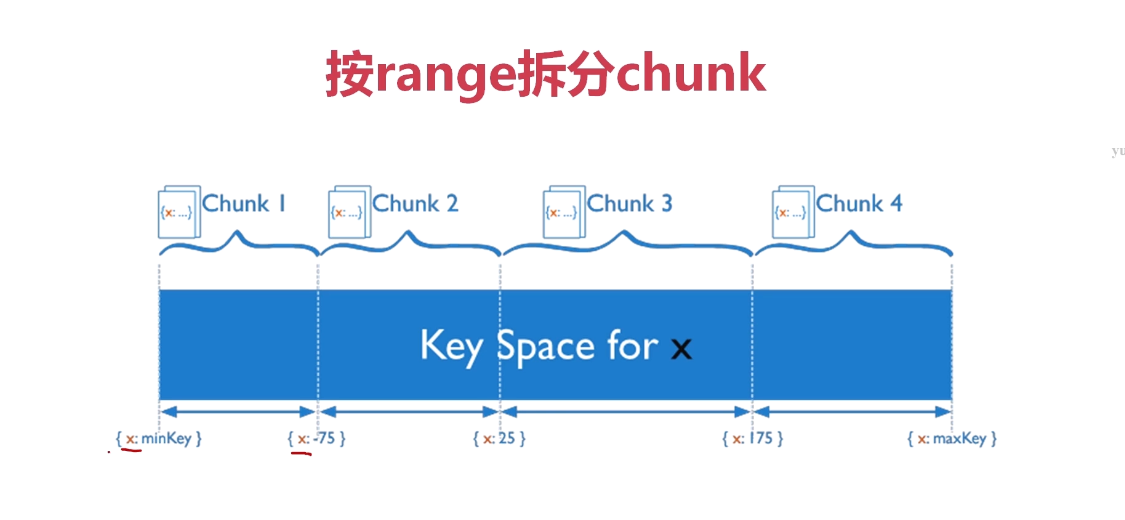 按range拆分chunk
yu
{x: ...} Chunk 1
{x: ...} Chunk 2
{x: ...} Chunk 3
{x: ...} Chunk 4
Key Space for x
{ x: minKey }
{ x: -75 }
{ x: 25 }
{ x: 175 }
{ x: maxKey }